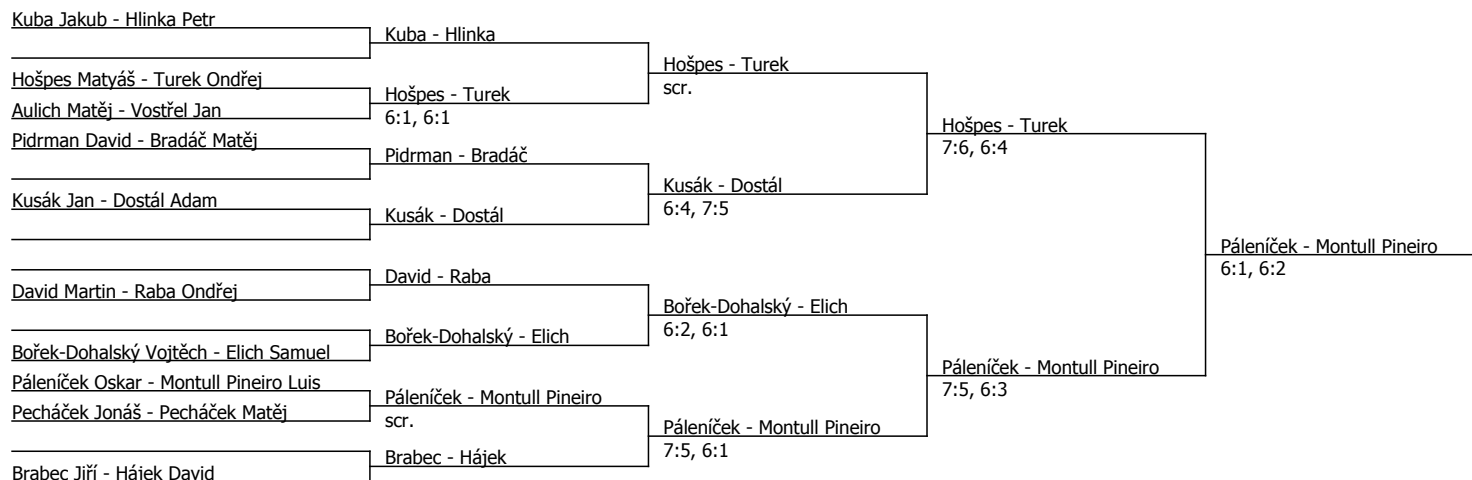 Kuba Jakub - Hlinka Petr
Hošpes Matyáš - Turek Ondřej
Aulich Matěj - Vostřel Jan
Pidrman David - Bradáč Matěj
Kusák Jan - Dostál Adam
David Martin - Raba Ondřej
Bořek-Dohalský Vojtěch - Elich Samuel
Páleníček Oskar - Montull Pineiro Luis
Pecháček Jonáš - Pecháček Matěj
Brabec Jiří - Hájek David
Kuba - Hlinka
Hošpes - Turek
6:1, 6:1
Pidrman - Bradáč
Kusák - Dostál
David - Raba
Bořek-Dohalský - Elich
Páleníček - Montull Pineiro
scr.
Brabec - Hájek
Hošpes - Turek
scr.
Kusák - Dostál
6:4, 7:5
Bořek-Dohalský - Elich
6:2, 6:1
Páleníček - Montull Pineiro
7:5, 6:1
Hošpes - Turek
7:6, 6:4
Páleníček - Montull Pineiro
7:5, 6:3
Páleníček - Montull Pineiro
6:1, 6:2